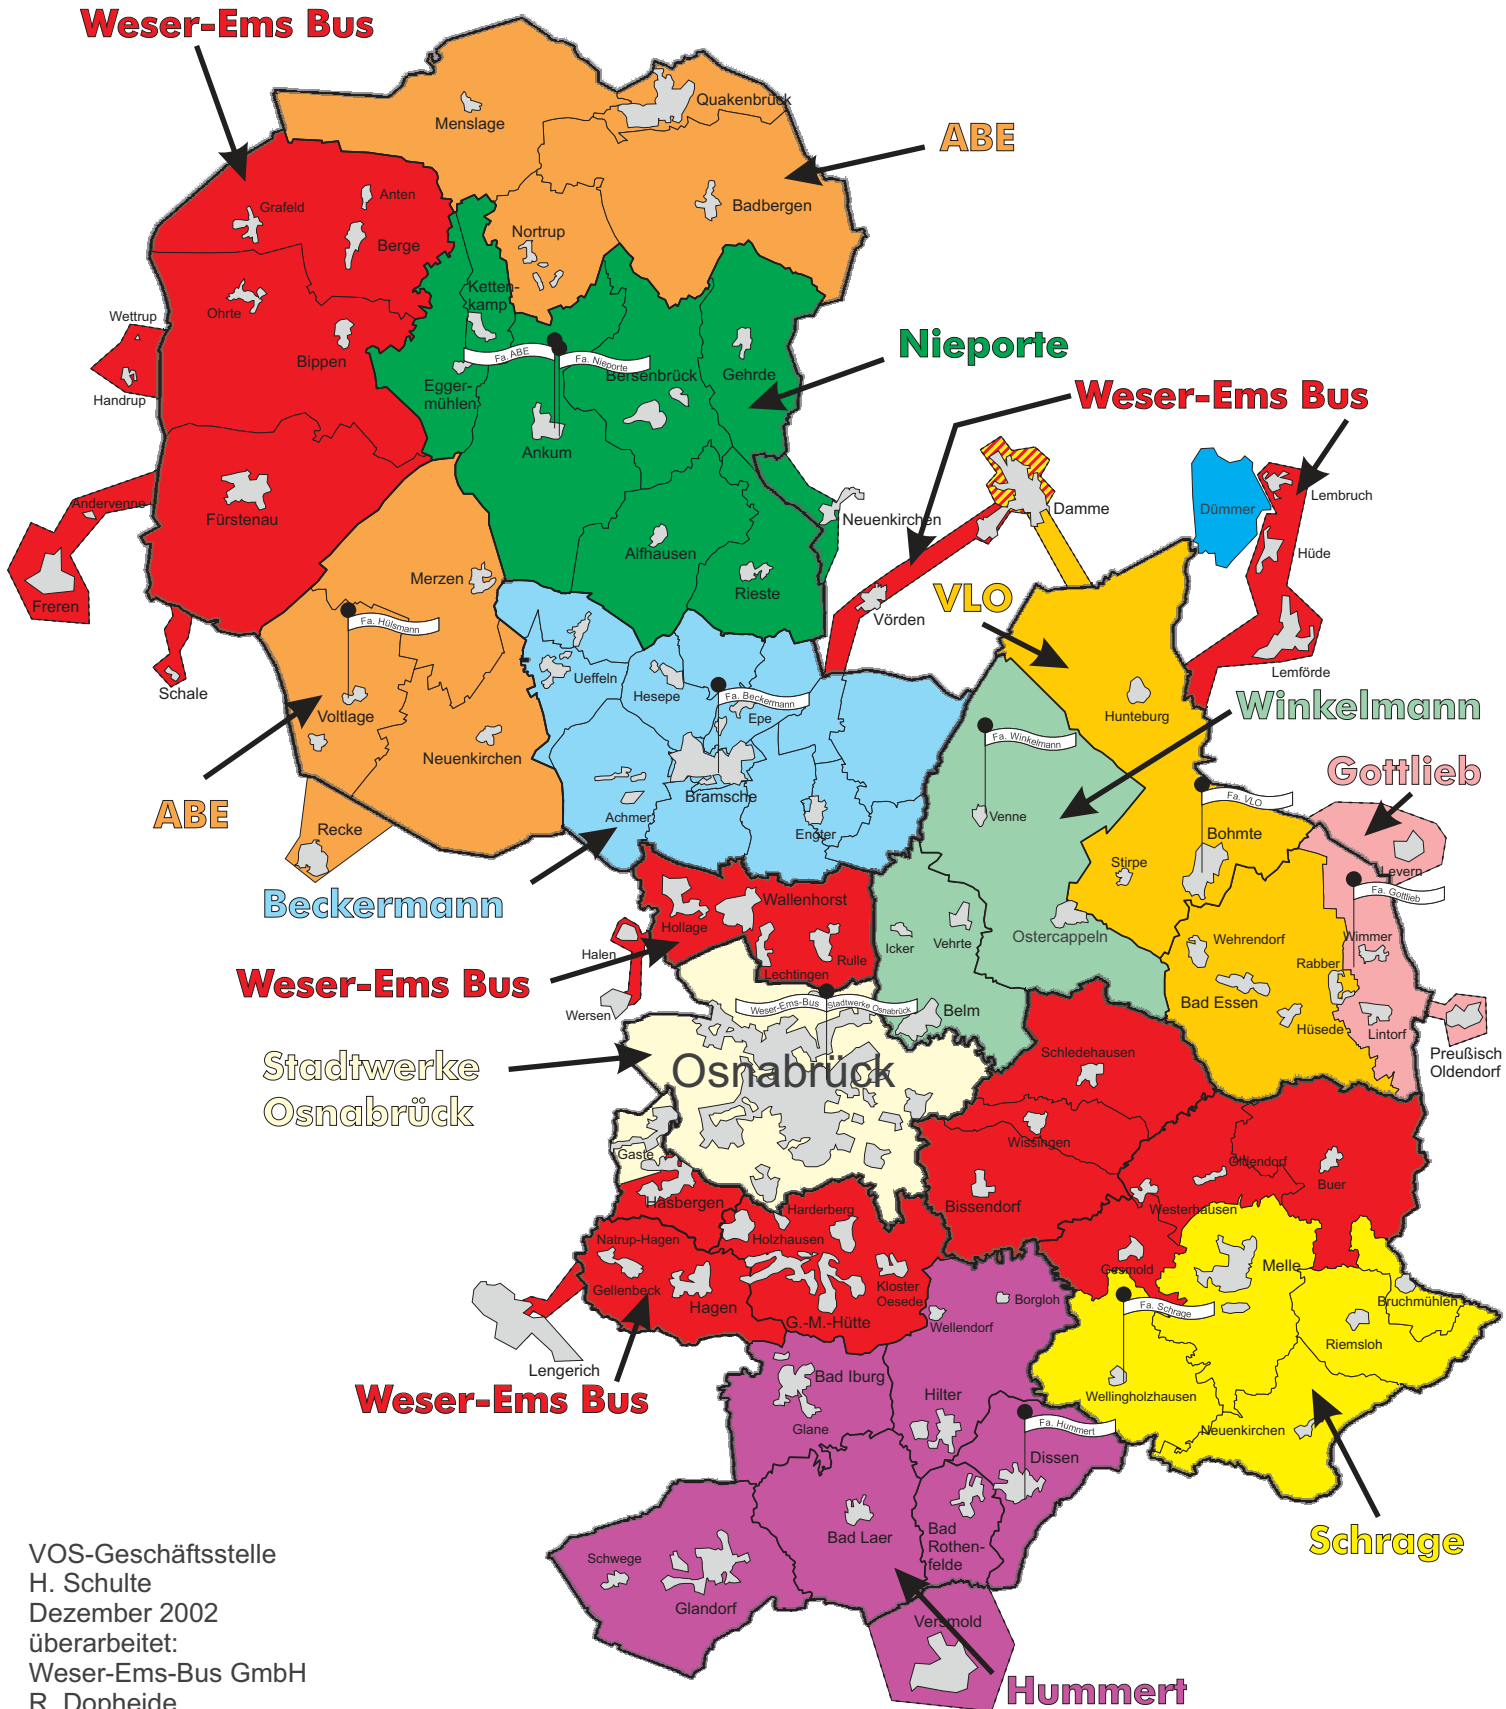 Weser-Ems Bus
Quakenbrück
Menslage
ABE
Anten
Grafeld
Badbergen
Berge
Nortrup
Ketten-
kamp
Ohrte
Wettrup
Bippen
Fa. ABE
Fa. Nieporte
Nieporte
Bersenbrück
Gehrde
Egger-
mühlen
Handrup
Weser-Ems Bus
Ankum
Andervenne
Fürstenau
Lembruch
Dümmer
Damme
Neuenkirchen
Alfhausen
Hüde
Merzen
Rieste
Freren
VLO
Vörden
Fa. Hülsmann
Lemförde
Ueffeln
Hesepe
Schale
Fa. Beckermann
Epe
Voltlage
Hunteburg
Winkelmann
Fa. Winkelmann
Neuenkirchen
Gottlieb
Bramsche
Fa. VLO
ABE
Achmer
Venne
Recke
Engter
Bohmte
Stirpe
Levern
Fa. Gottlieb
Beckermann
Wallenhorst
Hollage
Icker
Vehrte
Ostercappeln
Wehrendorf
Wimmer
Halen
Rulle
Rabber
Lechtingen
Weser-Ems Bus
Bad Essen
Weser-Ems-Bus
Stadtwerke Osnabrück
Wersen
Belm
Hüsede
Lintorf
Schledehausen
Preußisch
Oldendorf
Stadtwerke
Osnabrück
Osnabrück
Wissingen
Gaste
Oldendorf
Buer
Hasbergen
Bissendorf
Harderberg
Westerhausen
Natrup-Hagen
Holzhausen
Gesmold
Melle
Gellenbeck
Kloster
Oesede
Hagen
Borgloh
Bruchmühlen
Fa. Schrage
G.-M.-Hütte
Wellendorf
Riemsloh
Lengerich
Bad Iburg
Weser-Ems Bus
Hilter
Wellingholzhausen
Glane
Fa. Hummert
Neuenkirchen
Dissen
Bad Laer
Bad
Rothen-
felde
Schrage
Schwege
Glandorf
Versmold
Hummert
VOS-Geschäftsstelle
H. Schulte
Dezember 2002
überarbeitet:
Weser-Ems-Bus GmbH
R. Dopheide